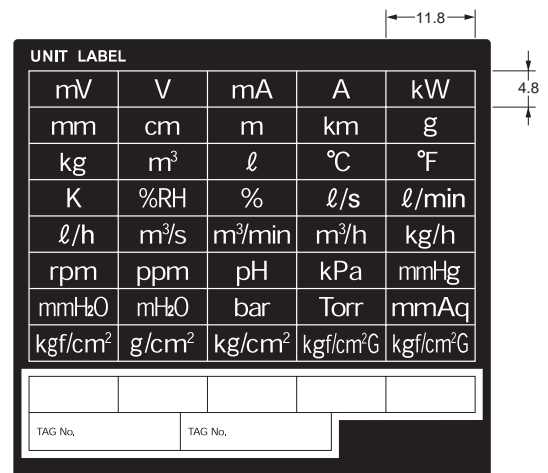 11.8
UNIT LABEL
4.8
mV V mA A kW
mm cm m km g
kg m³ ℓ °C °F
K %RH % ℓ/s ℓ/min
ℓ/h m³/s m³/min m³/h kg/h
rpm ppm pH kPa mmHg
mmH₂O mH₂O bar Torr mmAq
kgf/cm² g/cm² kg/cm² kgf/cm²G kgf/cm²G
TAG No. TAG No.